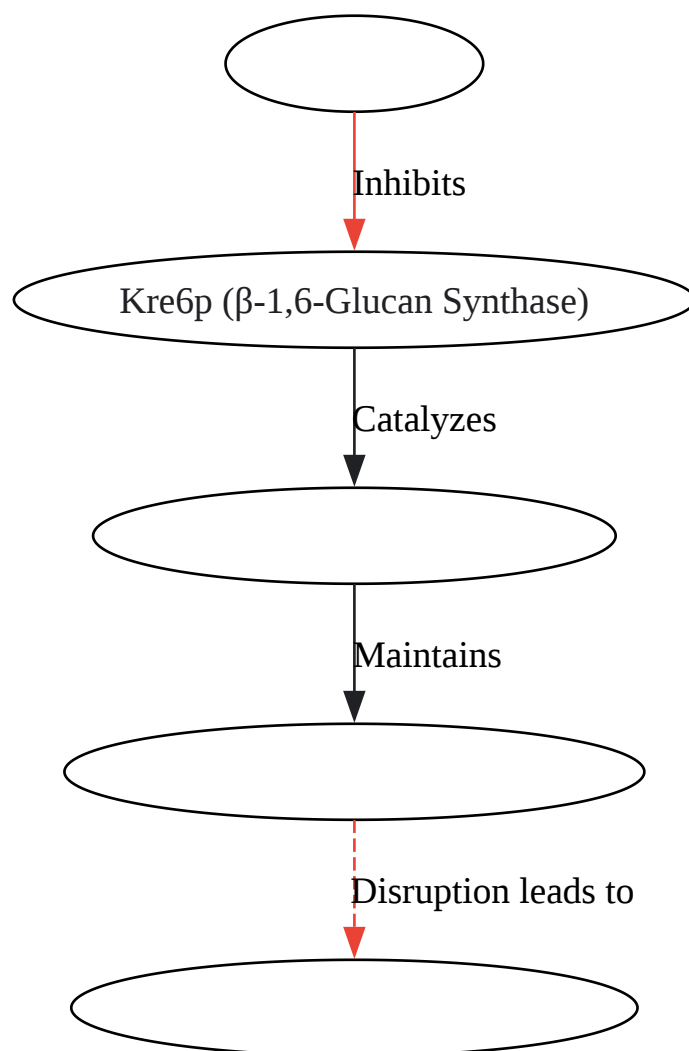 Inhibits
Kre6p (β-1,6-Glucan Synthase)
Catalyzes
Maintains
Disruption leads to